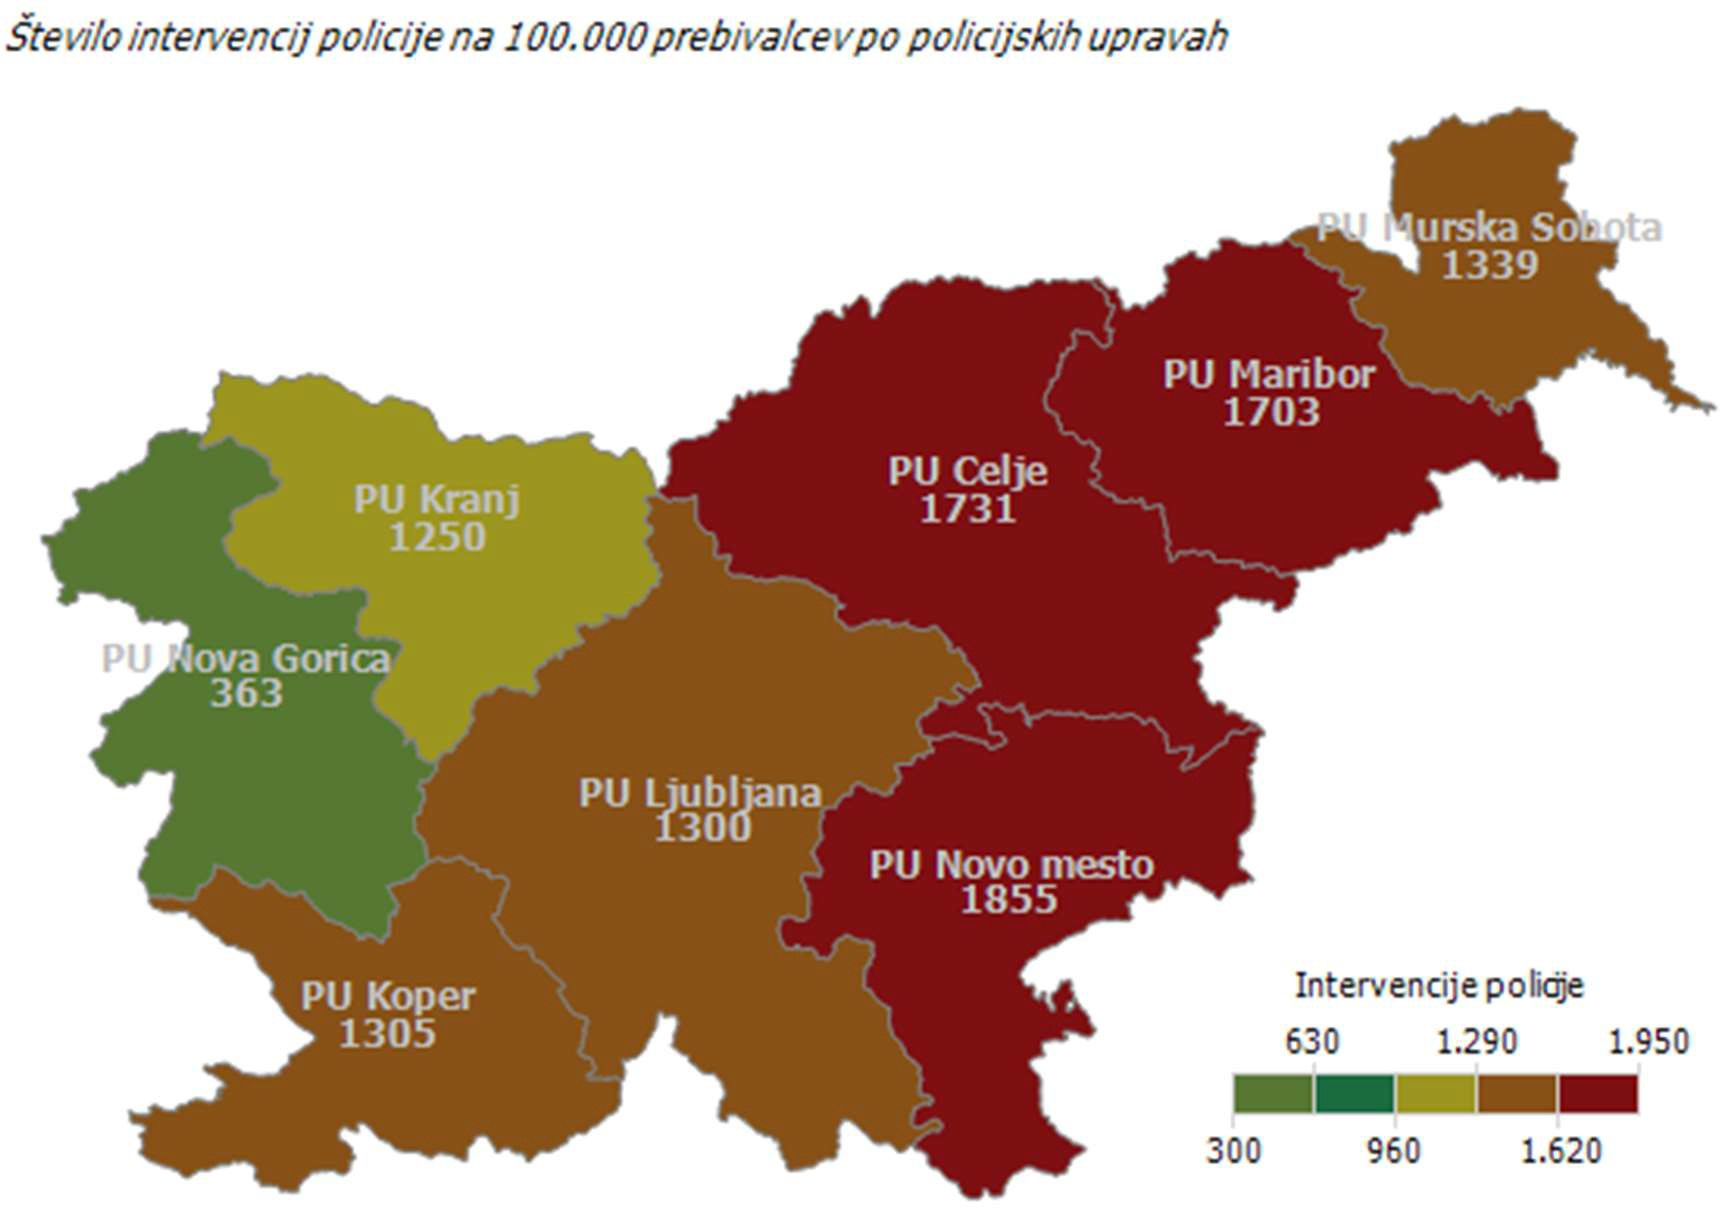 Število intervencij policije na 100.000 prebivalcev po policijskih upravah
PU Murska Sobota
1339
PU Maribor
1703
PU Celje
1731
PU Kranj
1250
PU Nova Gorica
363
PU Ljubljana
1300
PU Novo mesto
1855
PU Koper
1305
Intervencije policije
630 1.290 1.950
300 960 1.620